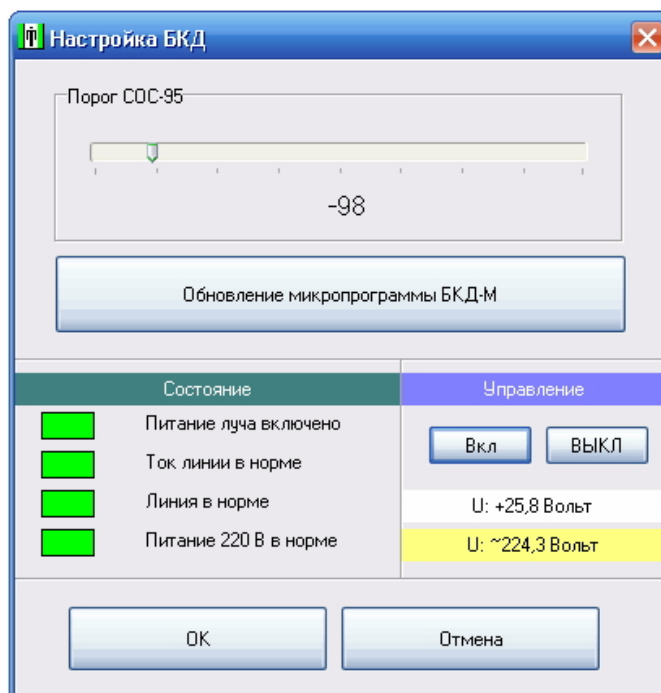 Настройка БКД
Порог СОС-95
-98
Обновление микропрограммы БКД-М
Состояние
Управление
Питание луча включено
Ток линии в норме
Вкл
ВЫКЛ
Линия в норме
U: +25,8 Вольт
Питание 220 В в норме
U: ~224,3 Вольт
ОК
Отмена